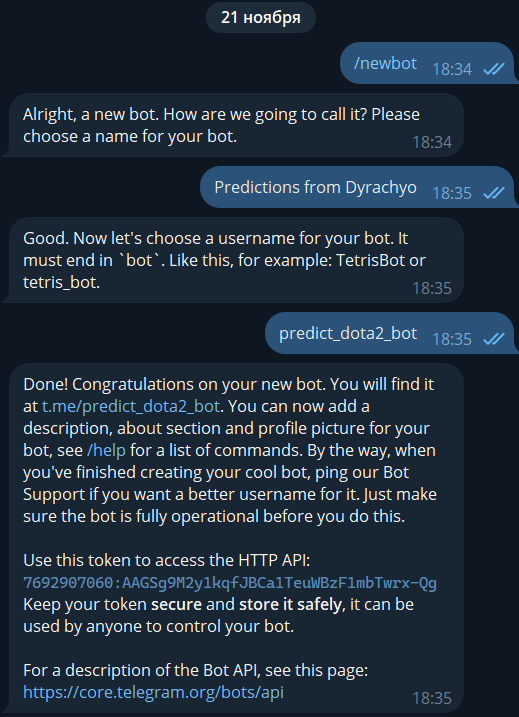 21 ноября
/newbot 18:34
Alright, a new bot. How are we going to call it? Please
choose a name for your bot.
18:34
Predictions from Dyrachyo 18:35
Good. Now let's choose a username for your bot. It
must end in `bot`. Like this, for example: TetrisBot or
tetris_bot.
18:35
predict_dota2_bot 18:35
Done! Congratulations on your new bot. You will find it
at t.me/predict_dota2_bot. You can now add a
description, about section and profile picture for your
bot, see /help for a list of commands. By the way, when
you've finished creating your cool bot, ping our Bot
Support if you want a better username for it. Just make
sure the bot is fully operational before you do this.
Use this token to access the HTTP API:
7692907060:AAGSg9M2y1kqfJBCa1TeuWBzF1mbTwrx-Qg
Keep your token secure and store it safely, it can be
used by anyone to control your bot.
For a description of the Bot API, see this page:
https://core.telegram.org/bots/api
18:35